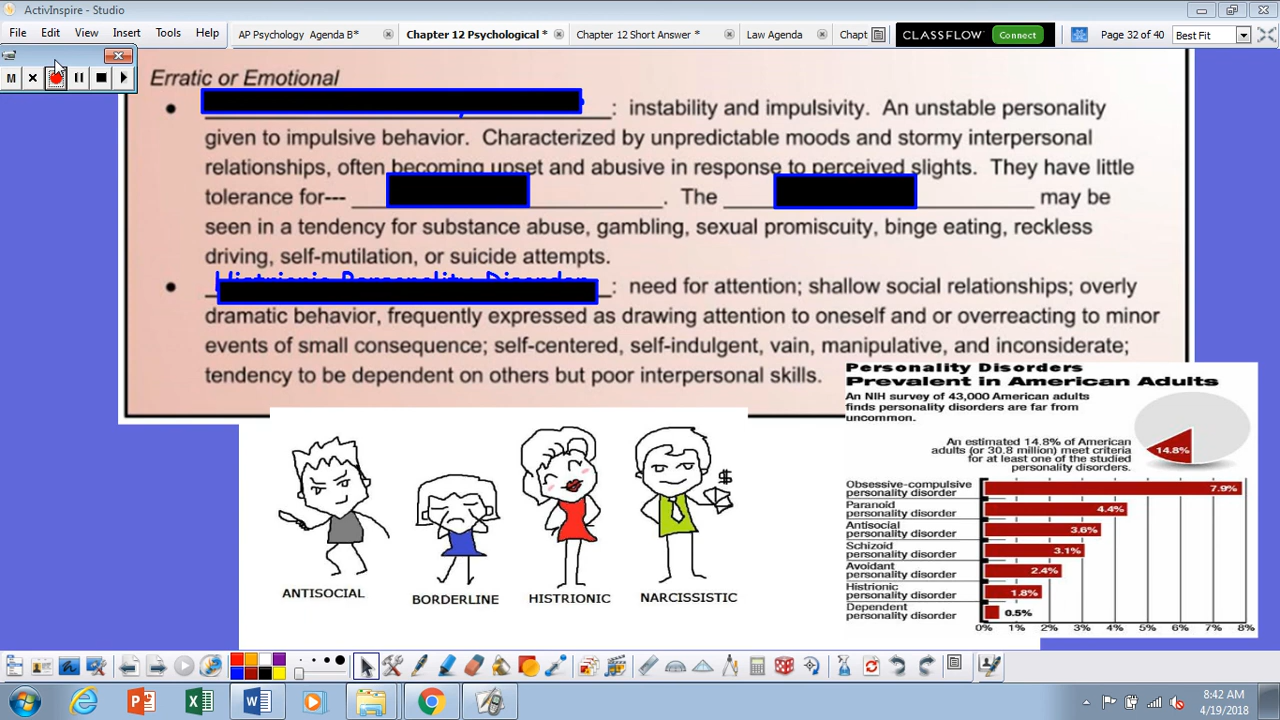 ActivInspire - Studio
File Edit View Insert Tools Help
AP Psychology Agenda * Chapter 12 Psychological * Chapter 12 Short Answer * Law Agenda Chapt CLASSFLOW Connect Page 32 of 40 Best Fit
M
Erratic or Emotional
• : instability and impulsivity. An unstable personality
given to impulsive behavior. Characterized by unpredictable moods and stormy interpersonal
relationships, often becoming upset and abusive in response to perceived slights. They have little
tolerance for--- . The may be
seen in a tendency for substance abuse, gambling, sexual promiscuity, binge eating, reckless
driving, self-mutilation, or suicide attempts.
• Histrionic Personality Disorder : need for attention; shallow social relationships; overly
dramatic behavior, frequently expressed as drawing attention to oneself and or overreacting to minor
events of small consequence; self-centered, self-indulgent, vain, manipulative, and inconsiderate;
tendency to be dependent on others but poor interpersonal skills.
ANTISOCIAL
BORDERLINE
HISTRIONIC
$
NARCISSISTIC
Personality Disorders
Prevalent in American Adults
An NIH survey of 43,000 American adults
finds personality disorders are far from
uncommon.
An estimated 14.8% of American
adults (or 30.8 million) meet criteria
for at least one of the studied
personality disorders.
14.8%
Obsessive-compulsive
personality disorder
7.9%
Paranoid
personality disorder
4.4%
Antisocial
personality disorder
3.6%
Schizoid
personality disorder
3.1%
Avoidant
personality disorder
2.4%
Histrionic
personality disorder
1.8%
Dependent
personality disorder
0.5%
0% 1% 2% 3% 4% 5% 6% 7% 8%
8:42 AM
4/19/2018